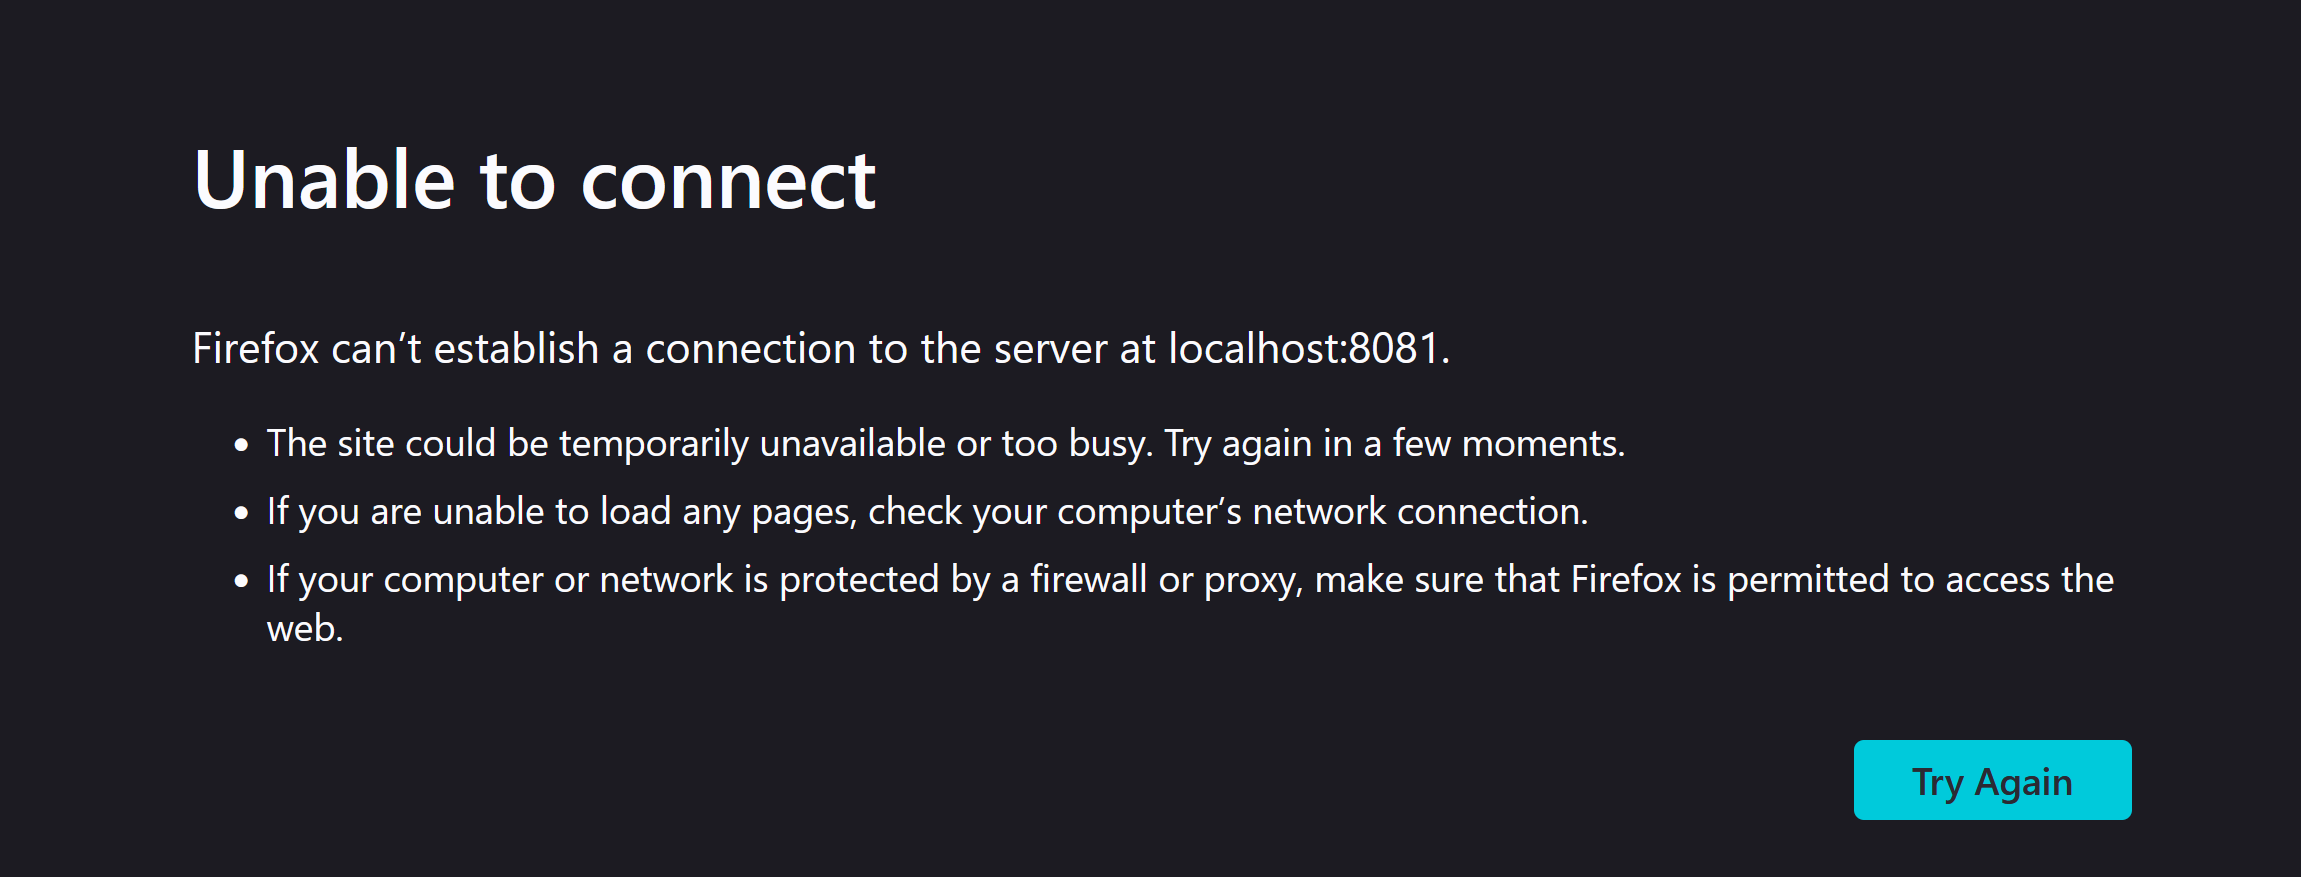 Unable to connect
Firefox can’t establish a connection to the server at localhost:8081.
• The site could be temporarily unavailable or too busy. Try again in a few moments.
• If you are unable to load any pages, check your computer’s network connection.
• If your computer or network is protected by a firewall or proxy, make sure that Firefox is permitted to access the
web.
Try Again